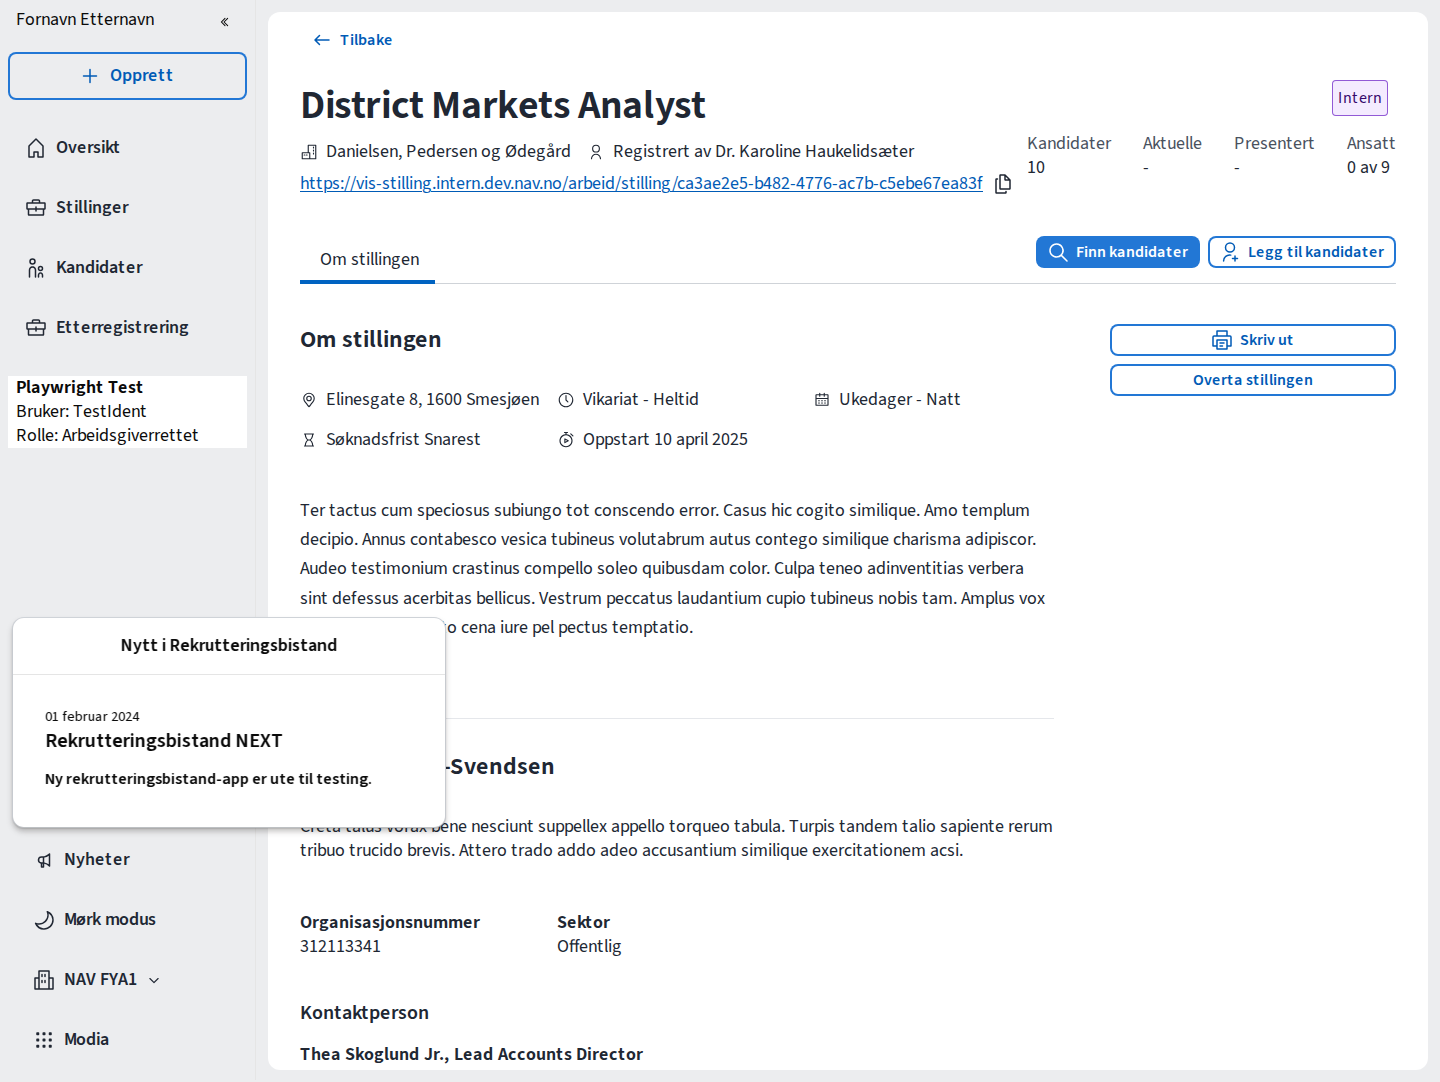 Fornavn Etternavn
Opprett
Oversikt
Stillinger
Kandidater
Etterregistrering
Playwright Test
Bruker: TestIdent
Rolle: Arbeidsgiverrettet
Nytt i Rekrutteringsbistand
01 februar 2024
Rekrutteringsbistand NEXT
Ny rekrutteringsbistand-app er ute til testing.
Nyheter
Mørk modus
NAV FYA1
Modia
Tilbake
District Markets Analyst
Intern
Danielsen, Pedersen og Ødegård Registrert av Dr. Karoline Haukelidsæter
https://vis-stilling.intern.dev.nav.no/arbeid/stilling/ca3ae2e5-b482-4776-ac7b-c5ebe67ea83f
Kandidater Aktuelle Presentert Ansatt
10 - - 0 av 9
Om stillingen
Finn kandidater
Legg til kandidater
Om stillingen
Skriv ut
Overta stillingen
Elinesgate 8, 1600 Smesjøen Vikariat - Heltid Ukedager - Natt
Søknadsfrist Snarest Oppstart 10 april 2025
Ter tactus cum speciosus subiungo tot conscendo error. Casus hic cogito similique. Amo templum
decipio. Annus contabesco vesica tubineus volutabrum autus contego similique charisma adipiscor.
Audeo testimonium crastinus compello soleo quibusdam color. Culpa teneo adinventitias verbera
sint defessus acerbitas bellicus. Vestrum peccatus laudantium cupio tubineus nobis tam. Amplus vox
o cena iure pel pectus temptatio.
-Svendsen
Creta talus vorax bene nesciunt suppellex appello torqueo tabula. Turpis tandem talio sapiente rerum
tribuo trucido brevis. Attero trado addo adeo accusantium similique exercitationem acsi.
Organisasjonsnummer Sektor
312113341 Offentlig
Kontaktperson
Thea Skoglund Jr., Lead Accounts Director